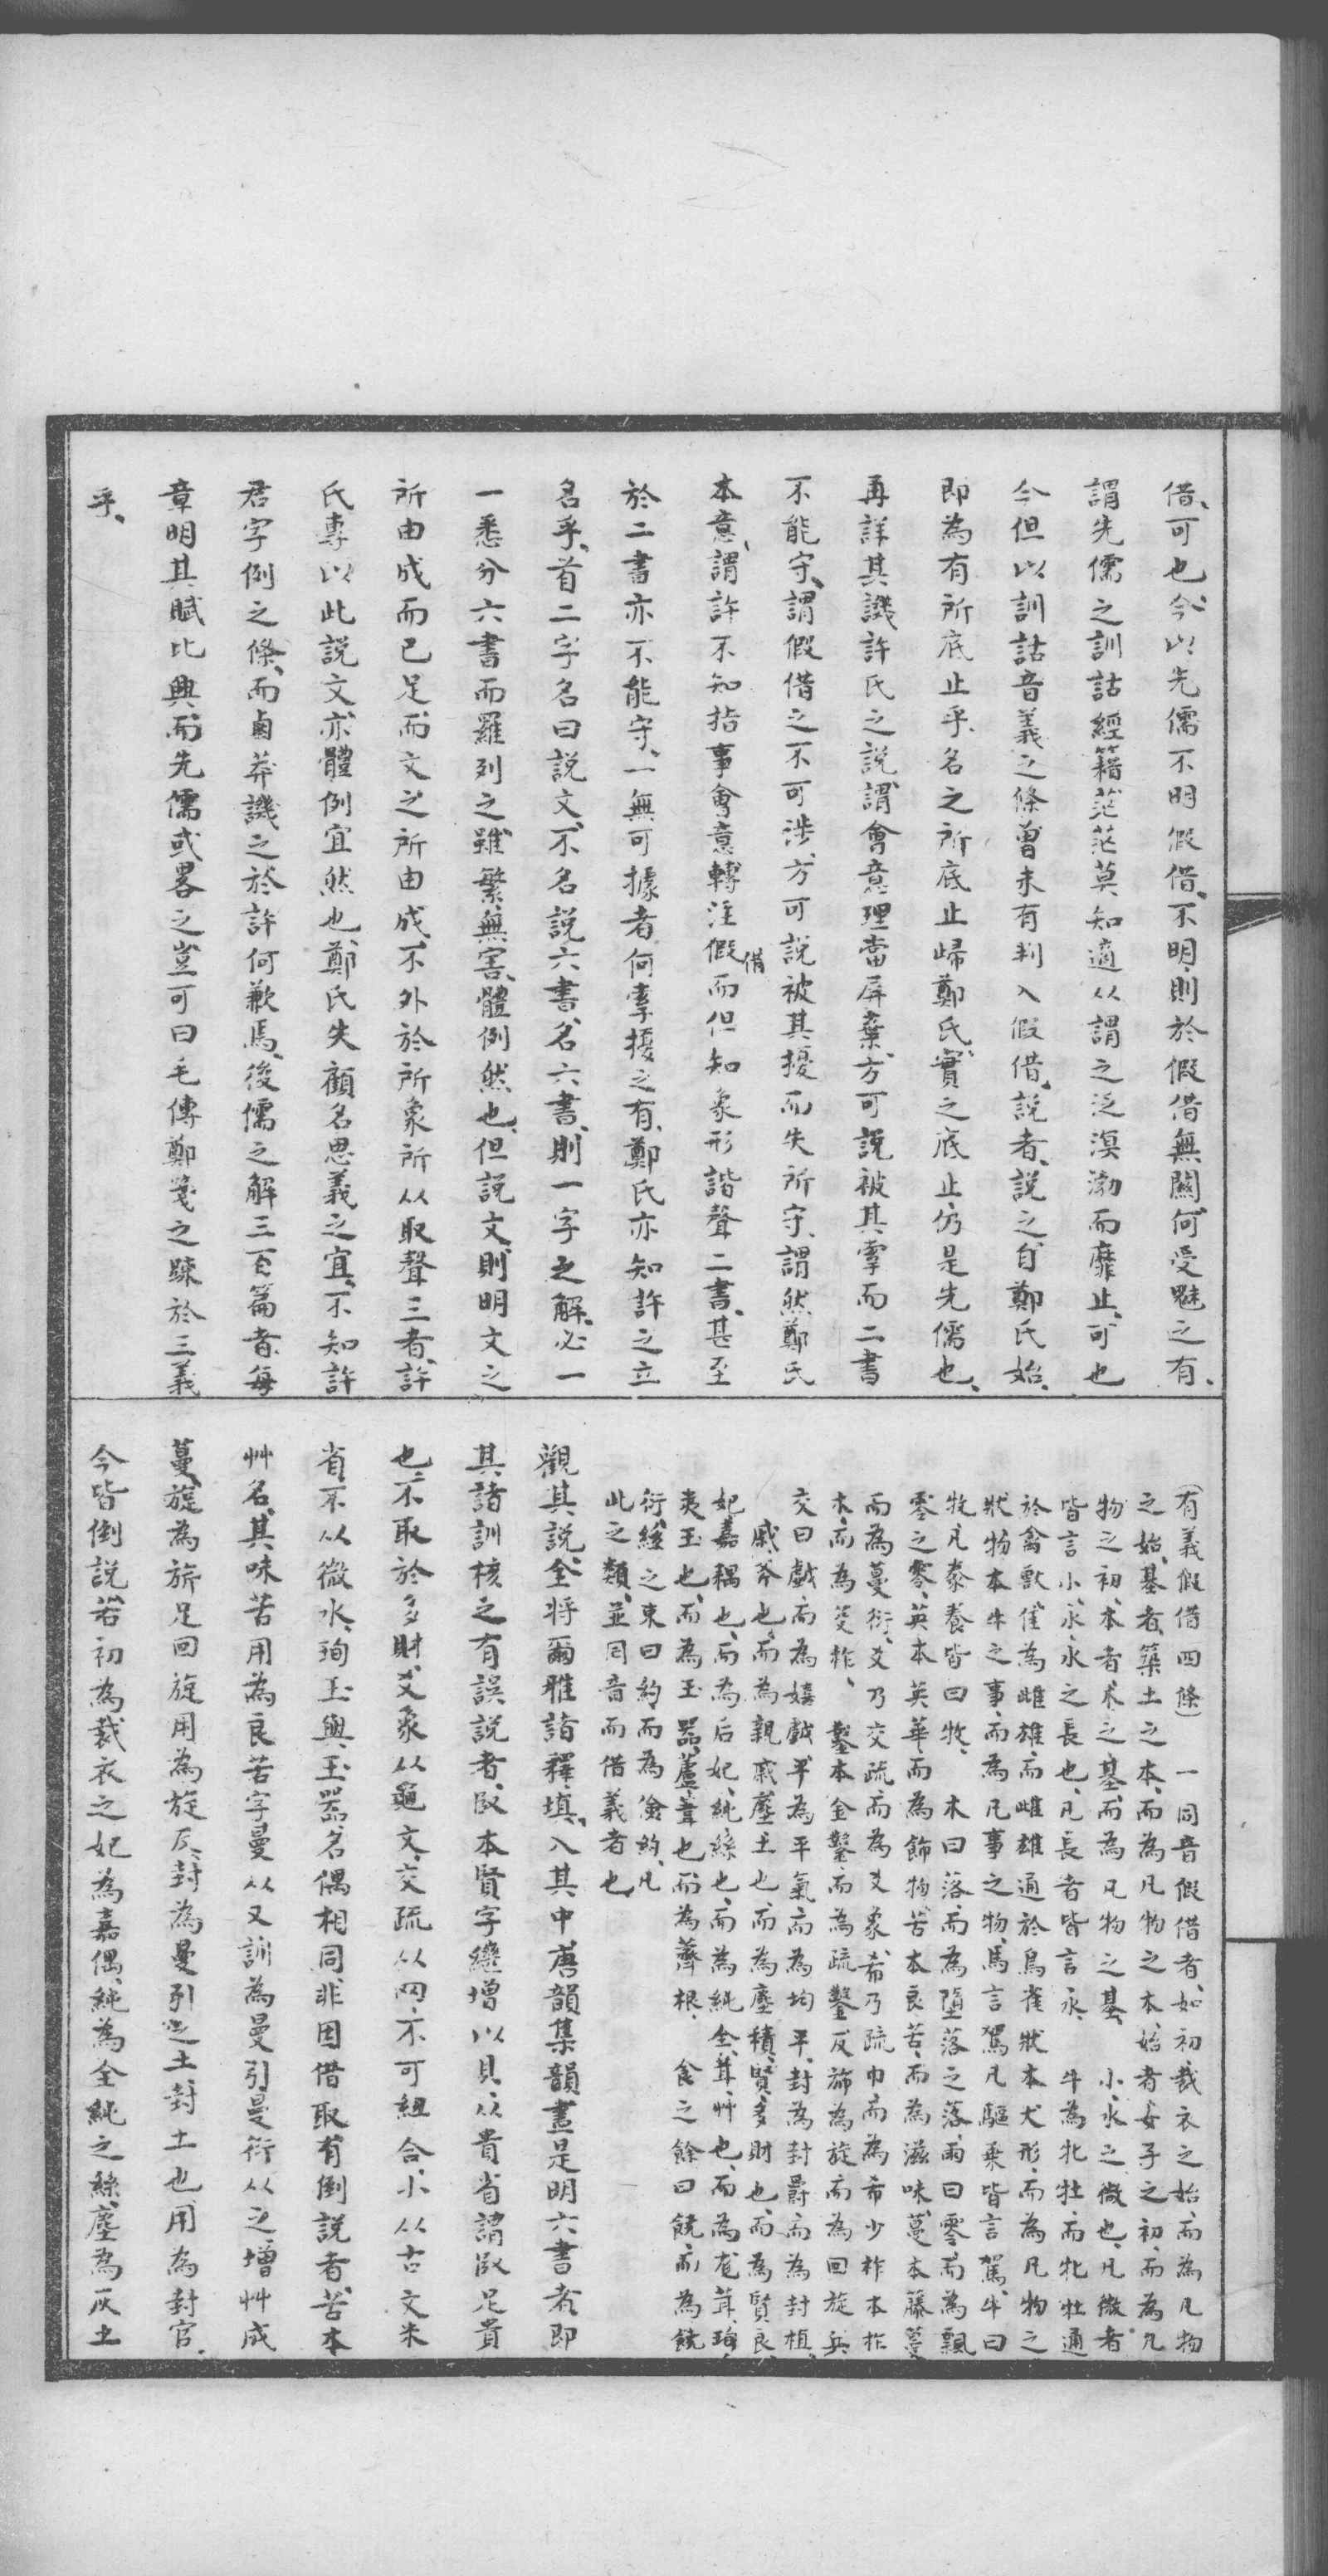 借、可也、今以先儒不明假借、不明、則於假借無關、何受魅之有、
謂先儒之訓詁經籍茫茫莫知適從謂之泛溟渤而靡止、可也
今但以訓詁音義之條曾未有判入假借、說者、說之自鄭氏始、
即為有所底止乎、名之所底止歸鄭氏、實之底止、仍是先儒也、
再詳其譏許氏之說、謂會意理當屏棄、方可說被其牽而二書
不能守、謂假借之不可涉、方可說被其擾而失所守、謂然鄭氏
本意、謂許不知指事會意轉注假借而但知象形諧聲二書、甚至
於二書亦不能守、一無可據者、何牽擾之有、鄭氏亦知許之立
名乎、首二字名曰說文、不名說六書、名六書、則一字之解、必一
一悉分六書而羅列之、雖繁無害、體例然也、但說文、則明文之
所由成而已足、而文之所由成、不外於所象所从取聲三者、許
氏專以此說文、亦體例宜然也、鄭氏失顧名思義之宜、不知許
君字例之條、而鹵莽譏之、於許何歉焉、後儒之解三百篇者、每
章明其賦比興、而先儒或畧之、豈可曰毛傳鄭箋之疎於三義
乎、
（有義假借四條）一同音假借者、如初裁衣之始、而為凡物
之始、基者、築土之本、而為凡物之本、始者女子之初、而為凡
物之初、本者木之基、而為凡物之基、小、水之微也、凡微者
皆言小、永、水之長也、凡長者皆言永、牛為牝牡、而牝牡通
於禽獸、隹為雌雄、而雌雄通於鳥雀狀本犬形、而為凡物之
狀物本牛之事、而為凡事之物、馬言駕凡驅乘皆言駕、牛曰
牧、凡豢養皆曰牧、木曰落、而為墮落之落、雨曰零、而為飄
零之零、英本英華而為飾物、苦本良苦、而為滋味、蔓本藤蔓
而為蔓衍、爻乃交疏、而為爻象、希乃疏巾、而為希少柞本柞
木、而為芟柞、鑿本金鑿、而為疏鑿、反旆為旋、而為回旋、兵
交曰戲、而為嬉戲、平為平氣、而為均平、封為封爵、而為封植、
戚、斧也、而為親戚、塵土也、而為塵積、賢、多財也、而為賢良、
妃、嘉耦也、而為后妃、純、絲也、而為純全、茸、艸也、而為尨茸、珣、
夷玉也、而為玉器、蘆、葦也、而為薺根、食之餘曰饒、而為饒
衍、絲之束曰約、而為儉約、凡
此之類、並同音而借義者也
觀其說、全將爾雅詁釋、填入其中、唐韻集韻、盡是明六書者、即
其諸訓核之有誤說者、臤本賢字、繼增以貝、以貴省、謂臤足貴
也、不取於多財、爻象从龜文、交疏从网、不可紐合、小从古文米
省、不从微水、珣玉與、玉器、名偶相同、非因借取、有倒說者、苦本
艸名、其味苦用為良苦字、曼从又、訓為曼引、曼衍从之、增艸成
蔓、旋為旂足回旋、用為旋反、封為曼引之土封土也、用為封官、
今皆倒說、若初為裁衣之妃為嘉偶、純為全純之絲、塵為灰土